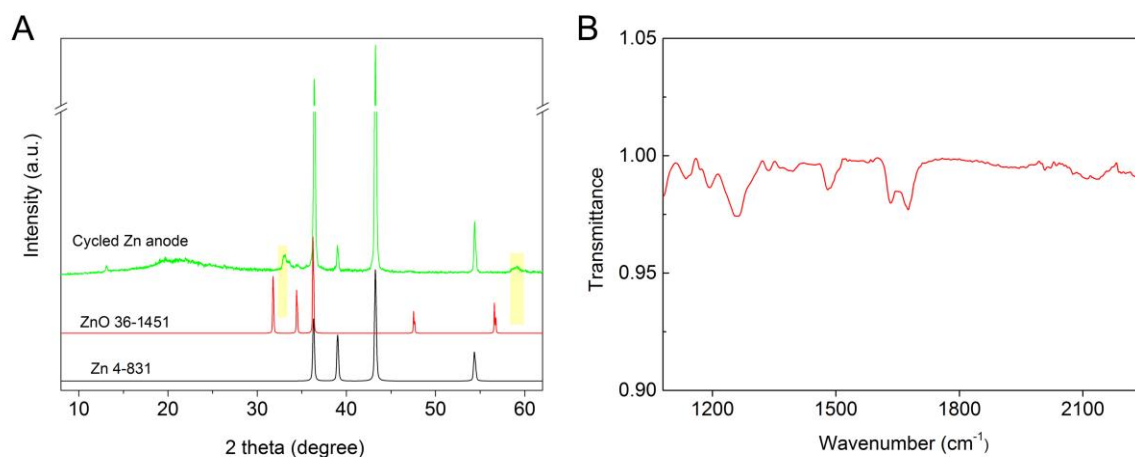 A
Intensity (a.u.)
Cycled Zn anode
ZnO 36-1451
Zn 4-831
10 20 30 40 50 60
2 theta (degree)
B
Transmittance
1.05
1.00
0.95
0.90
1200 1500 1800 2100
Wavenumber (cm⁻¹)